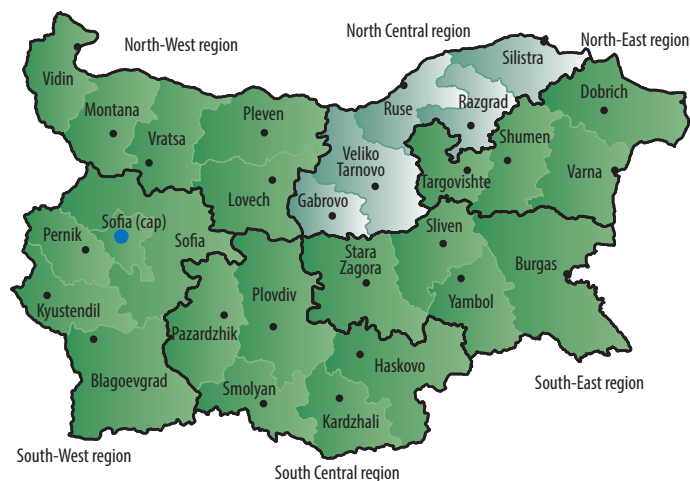 North Central region
North-East region
North-West region
Silistra
Vidin
Dobrich
Razgrad
Ruse
Montana
Pleven
Shumen
Vratsa
Veliko
Tarnovo
Varna
Targovishte
Lovech
Gabrovo
Sofia (cap)
Sliven
Pernik
Sofia
Stara
Zagora
Burgas
Plovdiv
Yambol
Kyustendil
Pazardzhik
Haskovo
Blagoevgrad
Smolyan
South-East region
Kardzhali
South-West region
South Central region